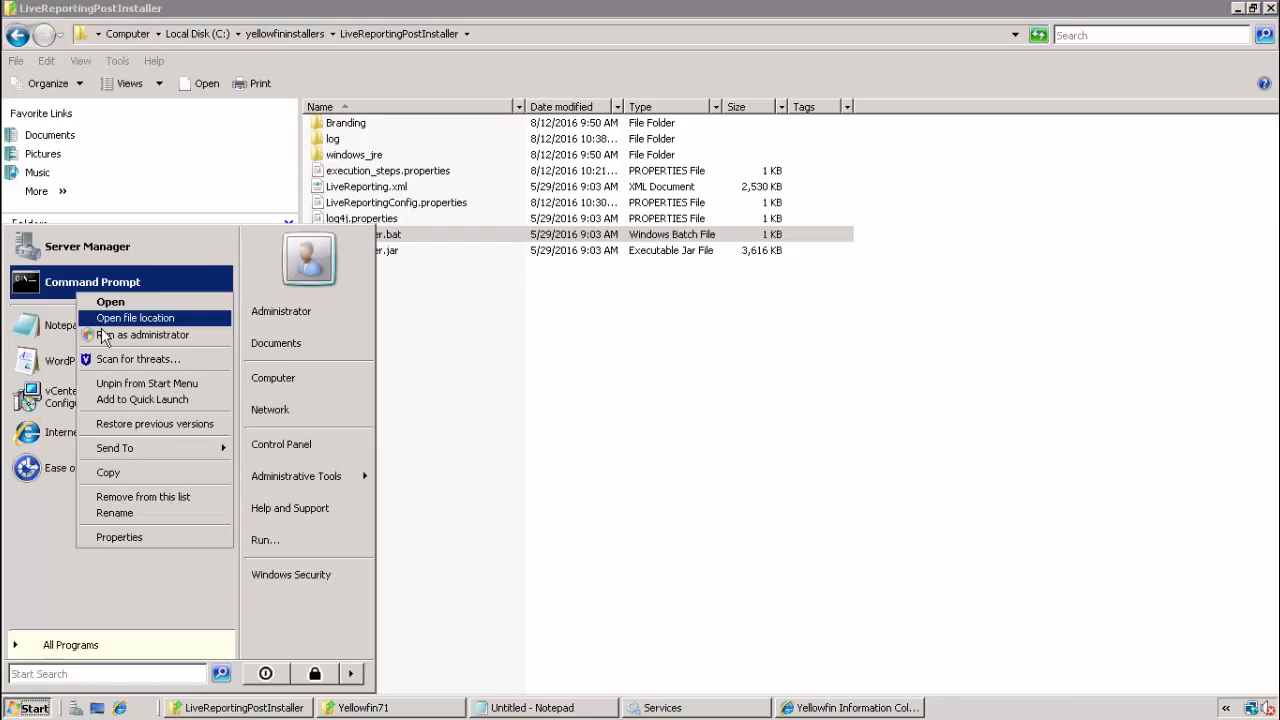 LiveReportingPostInstaller
Computer Local Disk (C:) yellowfininstallers LiveReportingPostInstaller
Search
File Edit View Tools Help
Organize Views Open Print
Favorite Links
Documents
Pictures
Music
More »
Name Date modified Type Size Tags
Branding 8/12/2016 9:50 AM File Folder
log 8/12/2016 10:38... File Folder
windows_jre 8/12/2016 9:50 AM File Folder
execution_steps.properties 8/12/2016 10:21... PROPERTIES File 1 KB
LiveReporting.xml 5/29/2016 9:03 AM XML Document 2,530 KB
LiveReportingConfig.properties 8/12/2016 10:30... PROPERTIES File 1 KB
log4j.properties 5/29/2016 9:03 AM PROPERTIES File 1 KB
er.bat 5/29/2016 9:03 AM Windows Batch File 1 KB
er.jar 5/29/2016 9:03 AM Executable Jar File 3,616 KB
Server Manager
Command Prompt
Open
Open file location
as administrator
Scan for threats...
Unpin from Start Menu
Add to Quick Launch
Restore previous versions
Send To
Copy
Remove from this list
Rename
Properties
Notepa
WordP
vCente
Config
Interne
Ease o
All Programs
Start Search
Administrator
Documents
Computer
Network
Control Panel
Administrative Tools
Help and Support
Run...
Windows Security
Start LiveReportingPostInstaller Yellowfin71 Untitled - Notepad Services Yellowfin Information Col... «